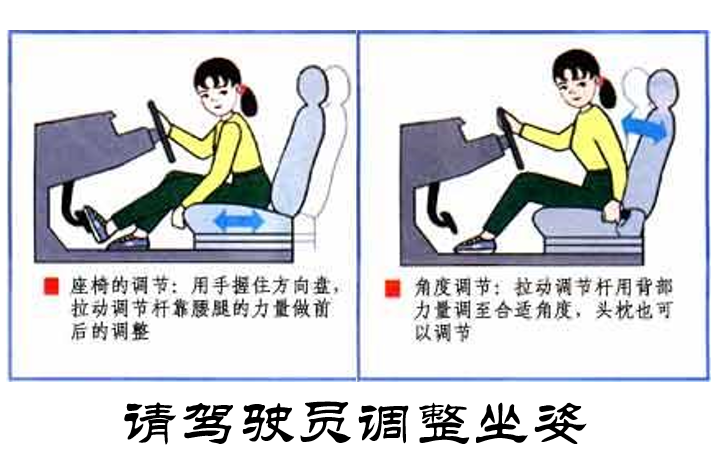 座椅的调节：用手握住方向盘，
拉动调节杆靠腰腿的力量做前
后的调整
角度调节：拉动调节杆用背部
力量调至合适角度，头枕也可
以调节
请驾驶员调整坐姿